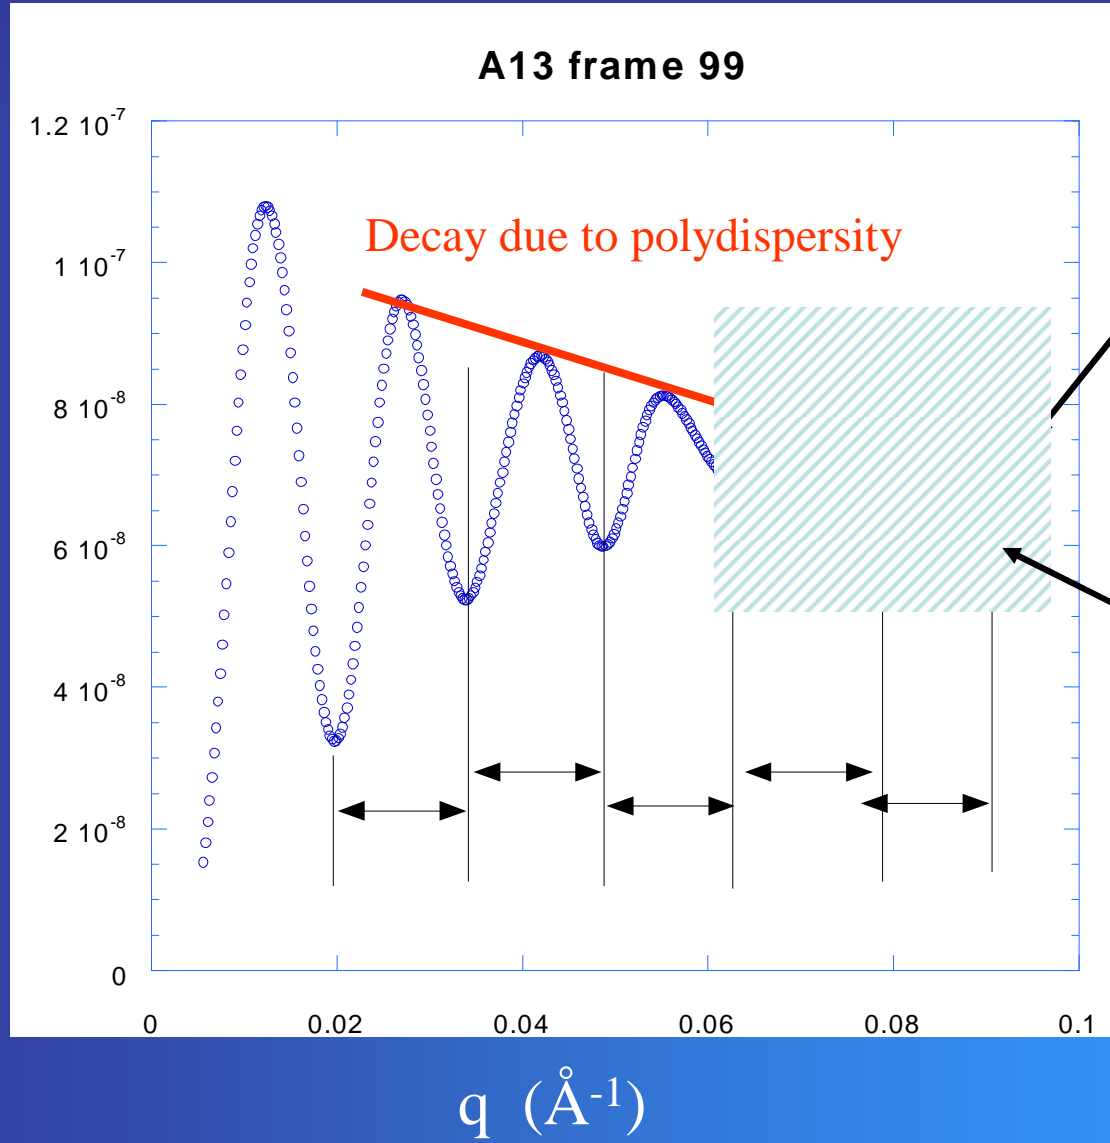 A13 frame 99
1.2 10⁻⁷
Decay due to polydispersity
1 10⁻⁷
8 10⁻⁸
6 10⁻⁸
4 10⁻⁸
2 10⁻⁸
0
0 0.02 0.04 0.06 0.08 0.1
q (Å⁻¹)